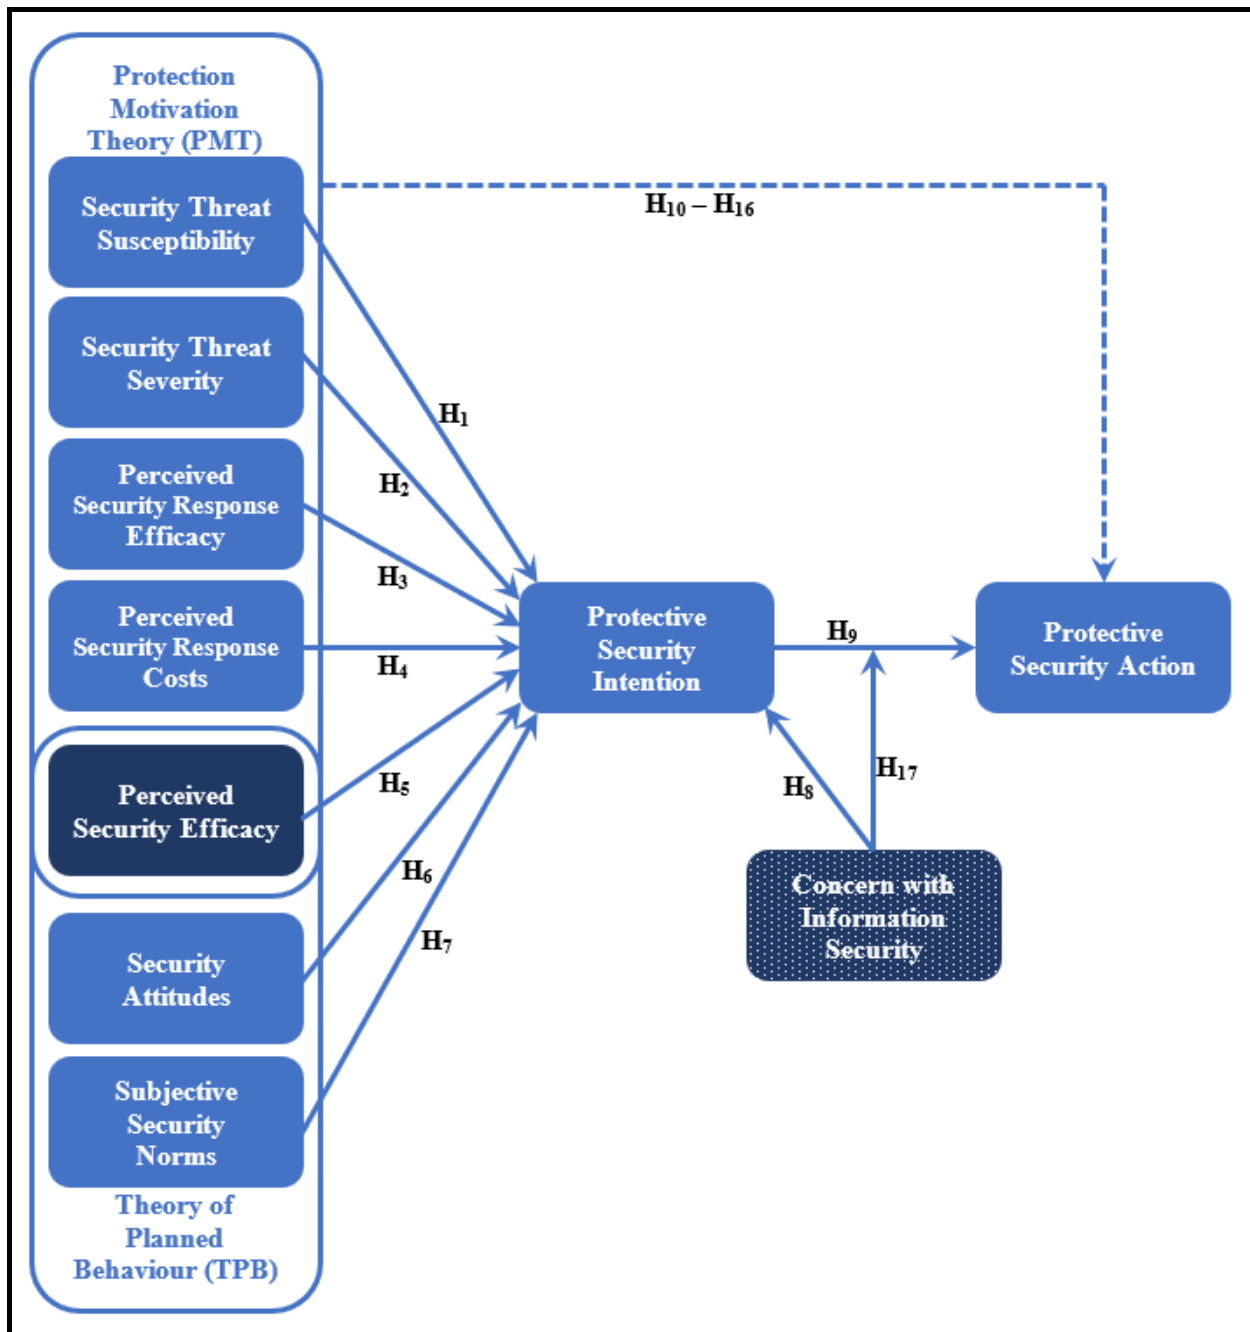 Protection
Motivation
Theory (PMT)
Security Threat
Susceptibility
H10 – H16
Security Threat
Severity
H1
Perceived
Security Response
Efficacy
H2
H3
Perceived
Security Response
Costs
H4
Protective
Security
Intention
H9
Protective
Security Action
Perceived
Security Efficacy
H5
H8
H17
H6
Concern with
Information
Security
H7
Security
Attitudes
Subjective
Security
Norms
Theory of
Planned
Behaviour (TPB)